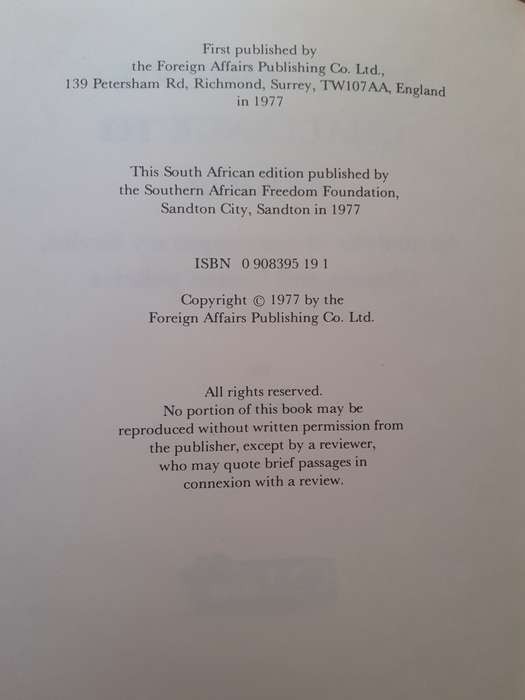 First published by
the Foreign Affairs Publishing Co. Ltd.,
139 Petersham Rd, Richmond, Surrey, TW107AA, England
in 1977
This South African edition published by
the Southern African Freedom Foundation,
Sandton City, Sandton in 1977
ISBN 0 908395 19 1
Copyright © 1977 by the
Foreign Affairs Publishing Co. Ltd.
All rights reserved.
No portion of this book may be
reproduced without written permission from
the publisher, except by a reviewer,
who may quote brief passages in
connexion with a review.